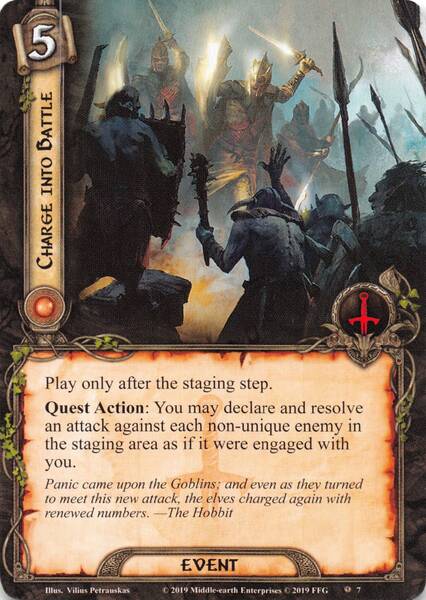 5
CHARGE INTO BATTLE
Play only after the staging step.
Quest Action: You may declare and resolve
an attack against each non-unique enemy in
the staging area as if it were engaged with
you.
Panic came upon the Goblins; and even as they turned
to meet this new attack, the elves charged again with
renewed numbers. —The Hobbit
EVENT
Illus. Vilius Petrauskas © 2019 Middle-earth Enterprises © 2019 FFG 7